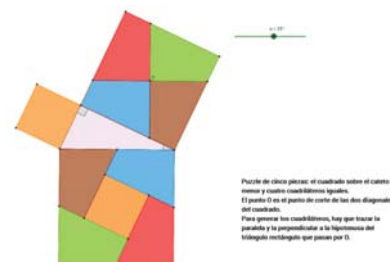 α = 25°
Puzzle de cinco piezas: el cuadrado sobre el cateto
menor y cuatro cuadriláteros iguales.
El punto O es el punto de corte de las dos diagonale
del cuadrado.
Para generar los cuadriláteros, hay que trazar la
paralela y la perpendicular a la hipotenusa del
triángulo rectángulo que pasan por O.